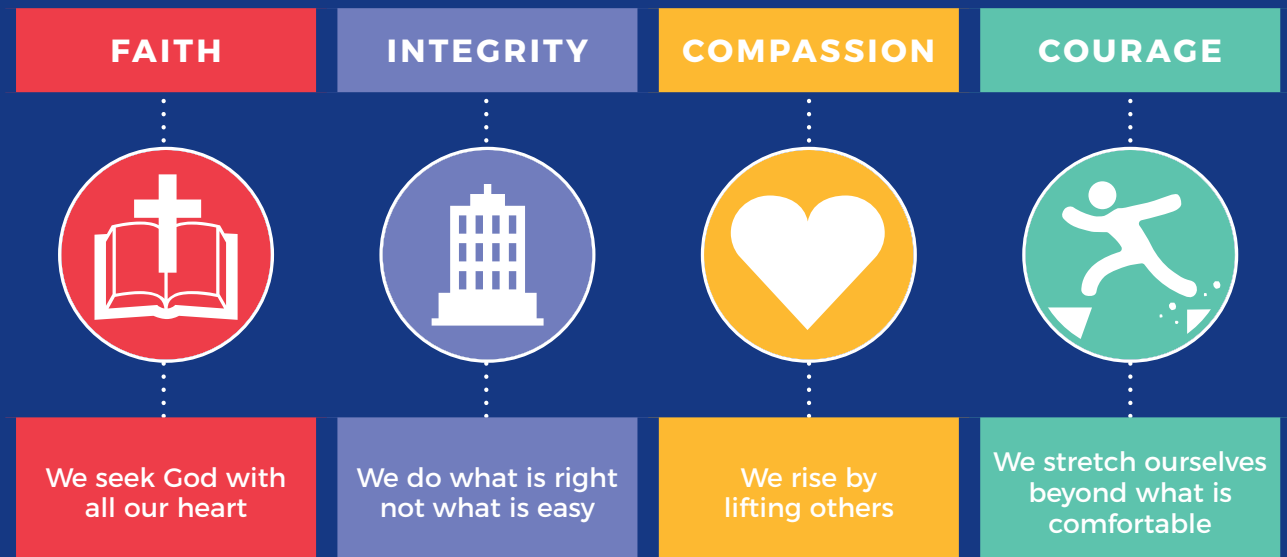 FAITH
INTEGRITY
COMPASSION
COURAGE
We seek God with
all our heart
We do what is right
not what is easy
We rise by
lifting others
We stretch ourselves
beyond what is
comfortable